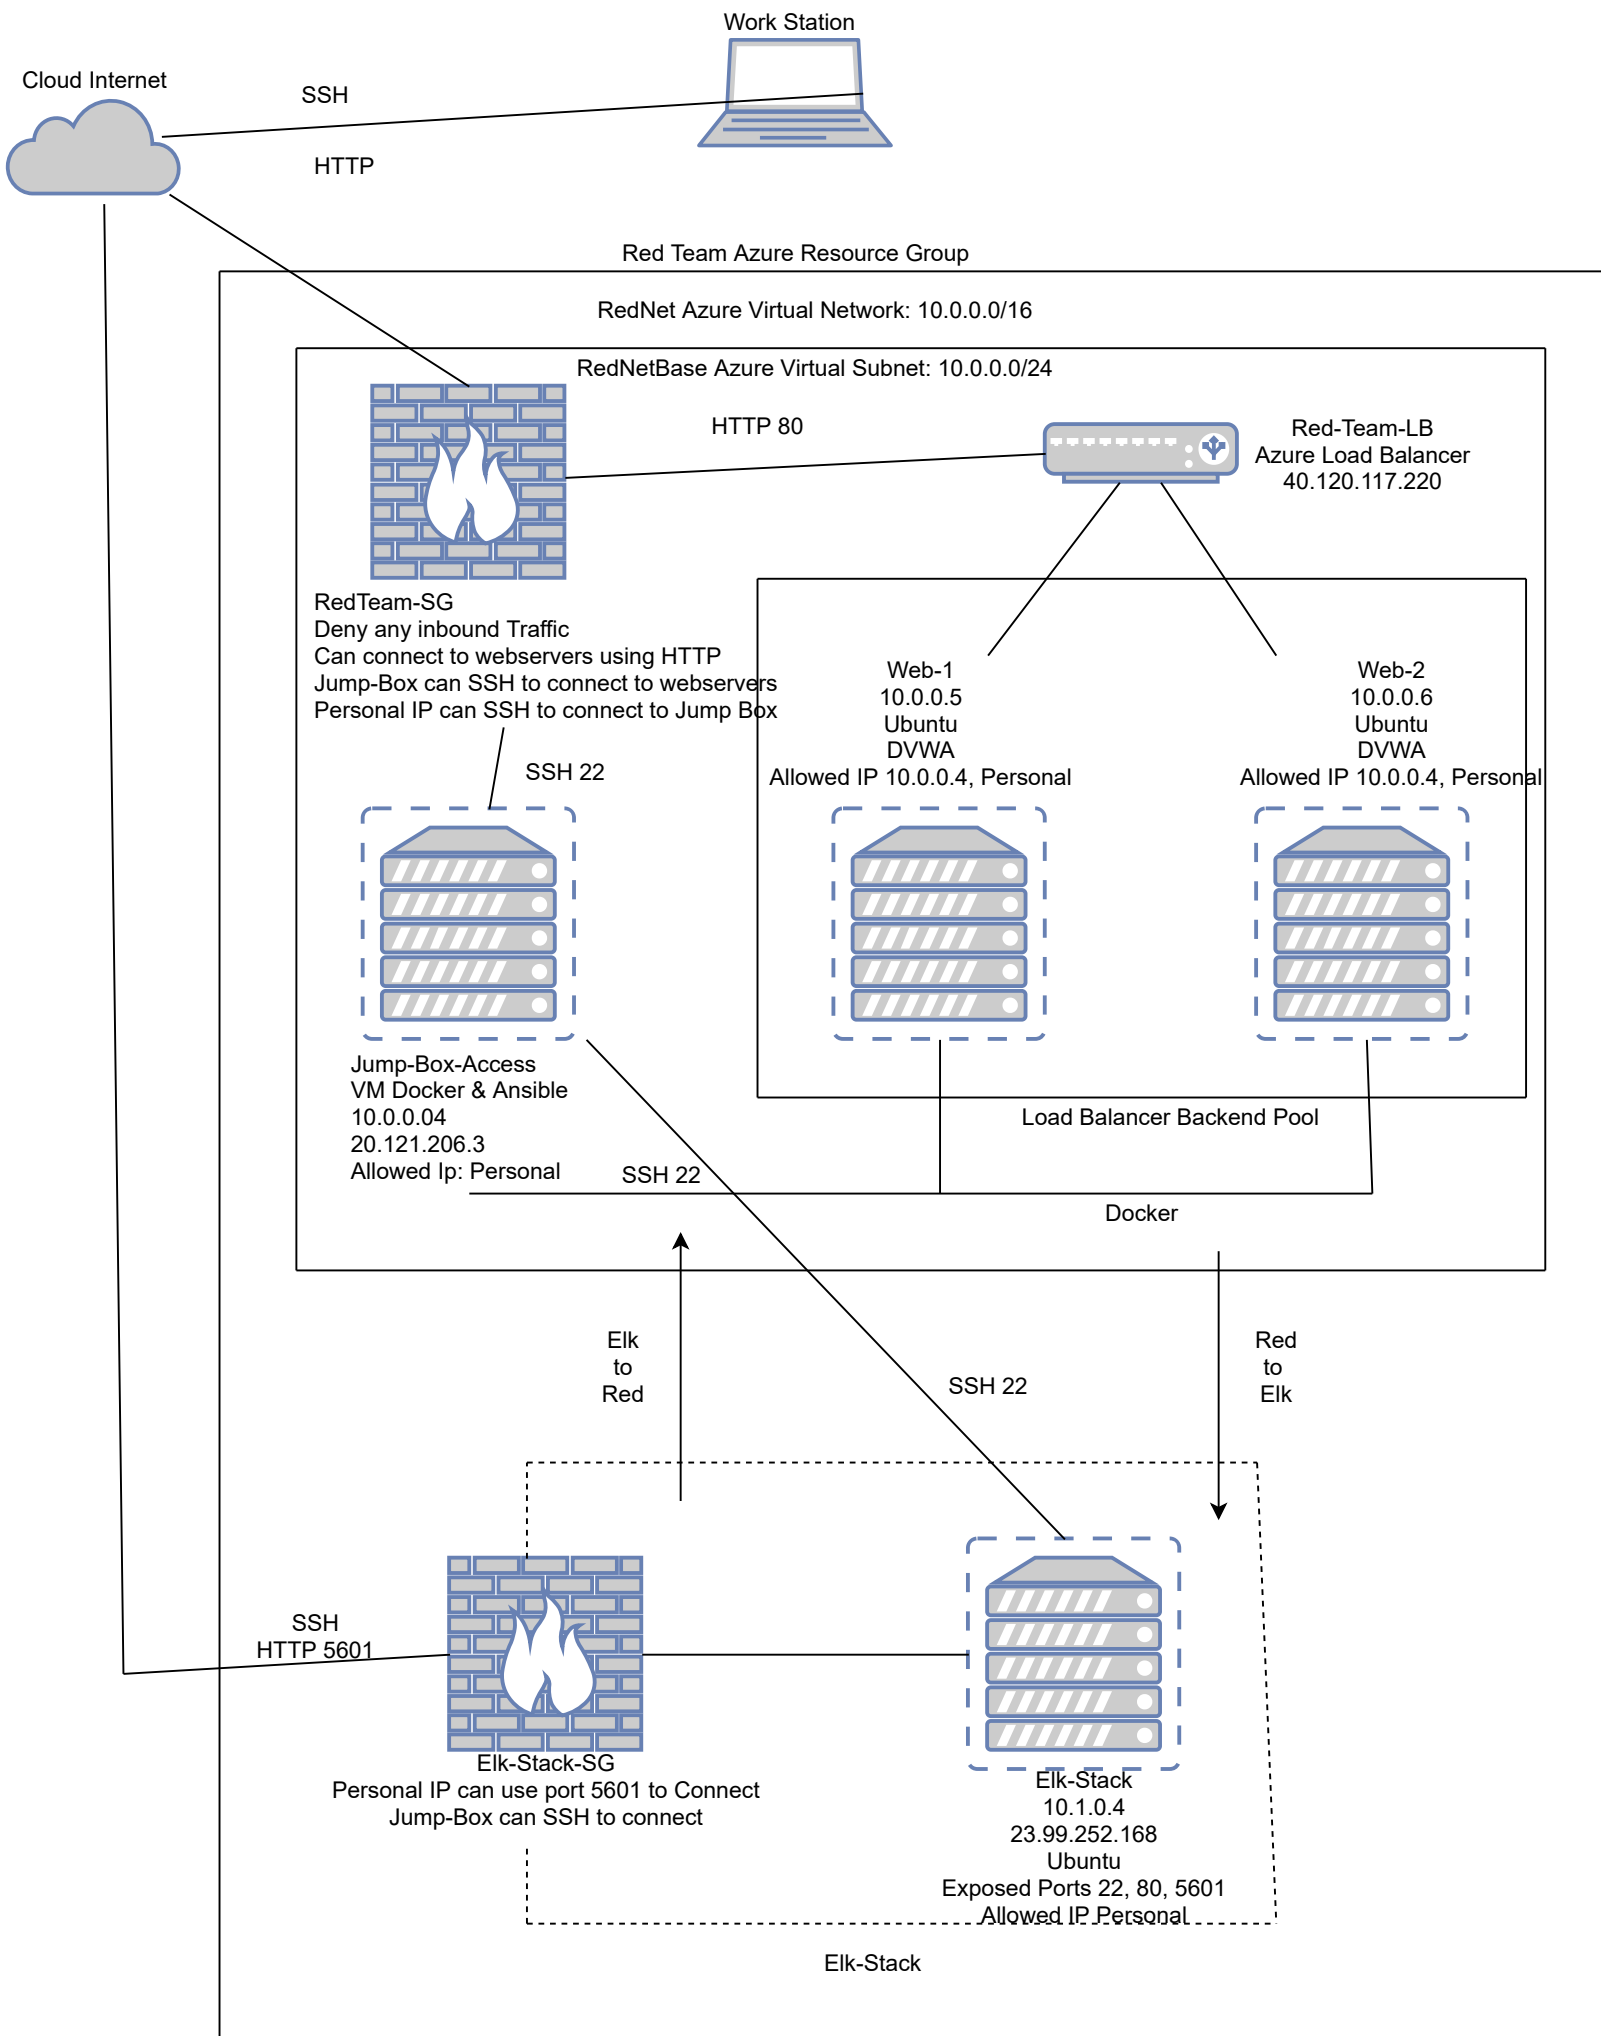 Work Station
Cloud Internet
SSH
HTTP
Red Team Azure Resource Group
RedNet Azure Virtual Network: 10.0.0.0/16
RedNetBase Azure Virtual Subnet: 10.0.0.0/24
HTTP 80
Red-Team-LB
Azure Load Balancer
40.120.117.220
RedTeam-SG
Deny any inbound Traffic
Can connect to webservers using HTTP
Jump-Box can SSH to connect to webservers
Personal IP can SSH to connect to Jump Box
SSH 22
Web-1
10.0.0.5
Ubuntu
DVWA
Allowed IP 10.0.0.4, Personal
Web-2
10.0.0.6
Ubuntu
DVWA
Allowed IP 10.0.0.4, Personal
Jump-Box-Access
VM Docker & Ansible
10.0.0.04
20.121.206.3
Allowed Ip: Personal
Load Balancer Backend Pool
SSH 22
Docker
Elk
to
Red
Red
to
Elk
SSH 22
SSH
HTTP 5601
Elk-Stack-SG
Personal IP can use port 5601 to Connect
Jump-Box can SSH to connect
Elk-Stack
10.1.0.4
23.99.252.168
Ubuntu
Exposed Ports 22, 80, 5601
Allowed IP Personal
Elk-Stack